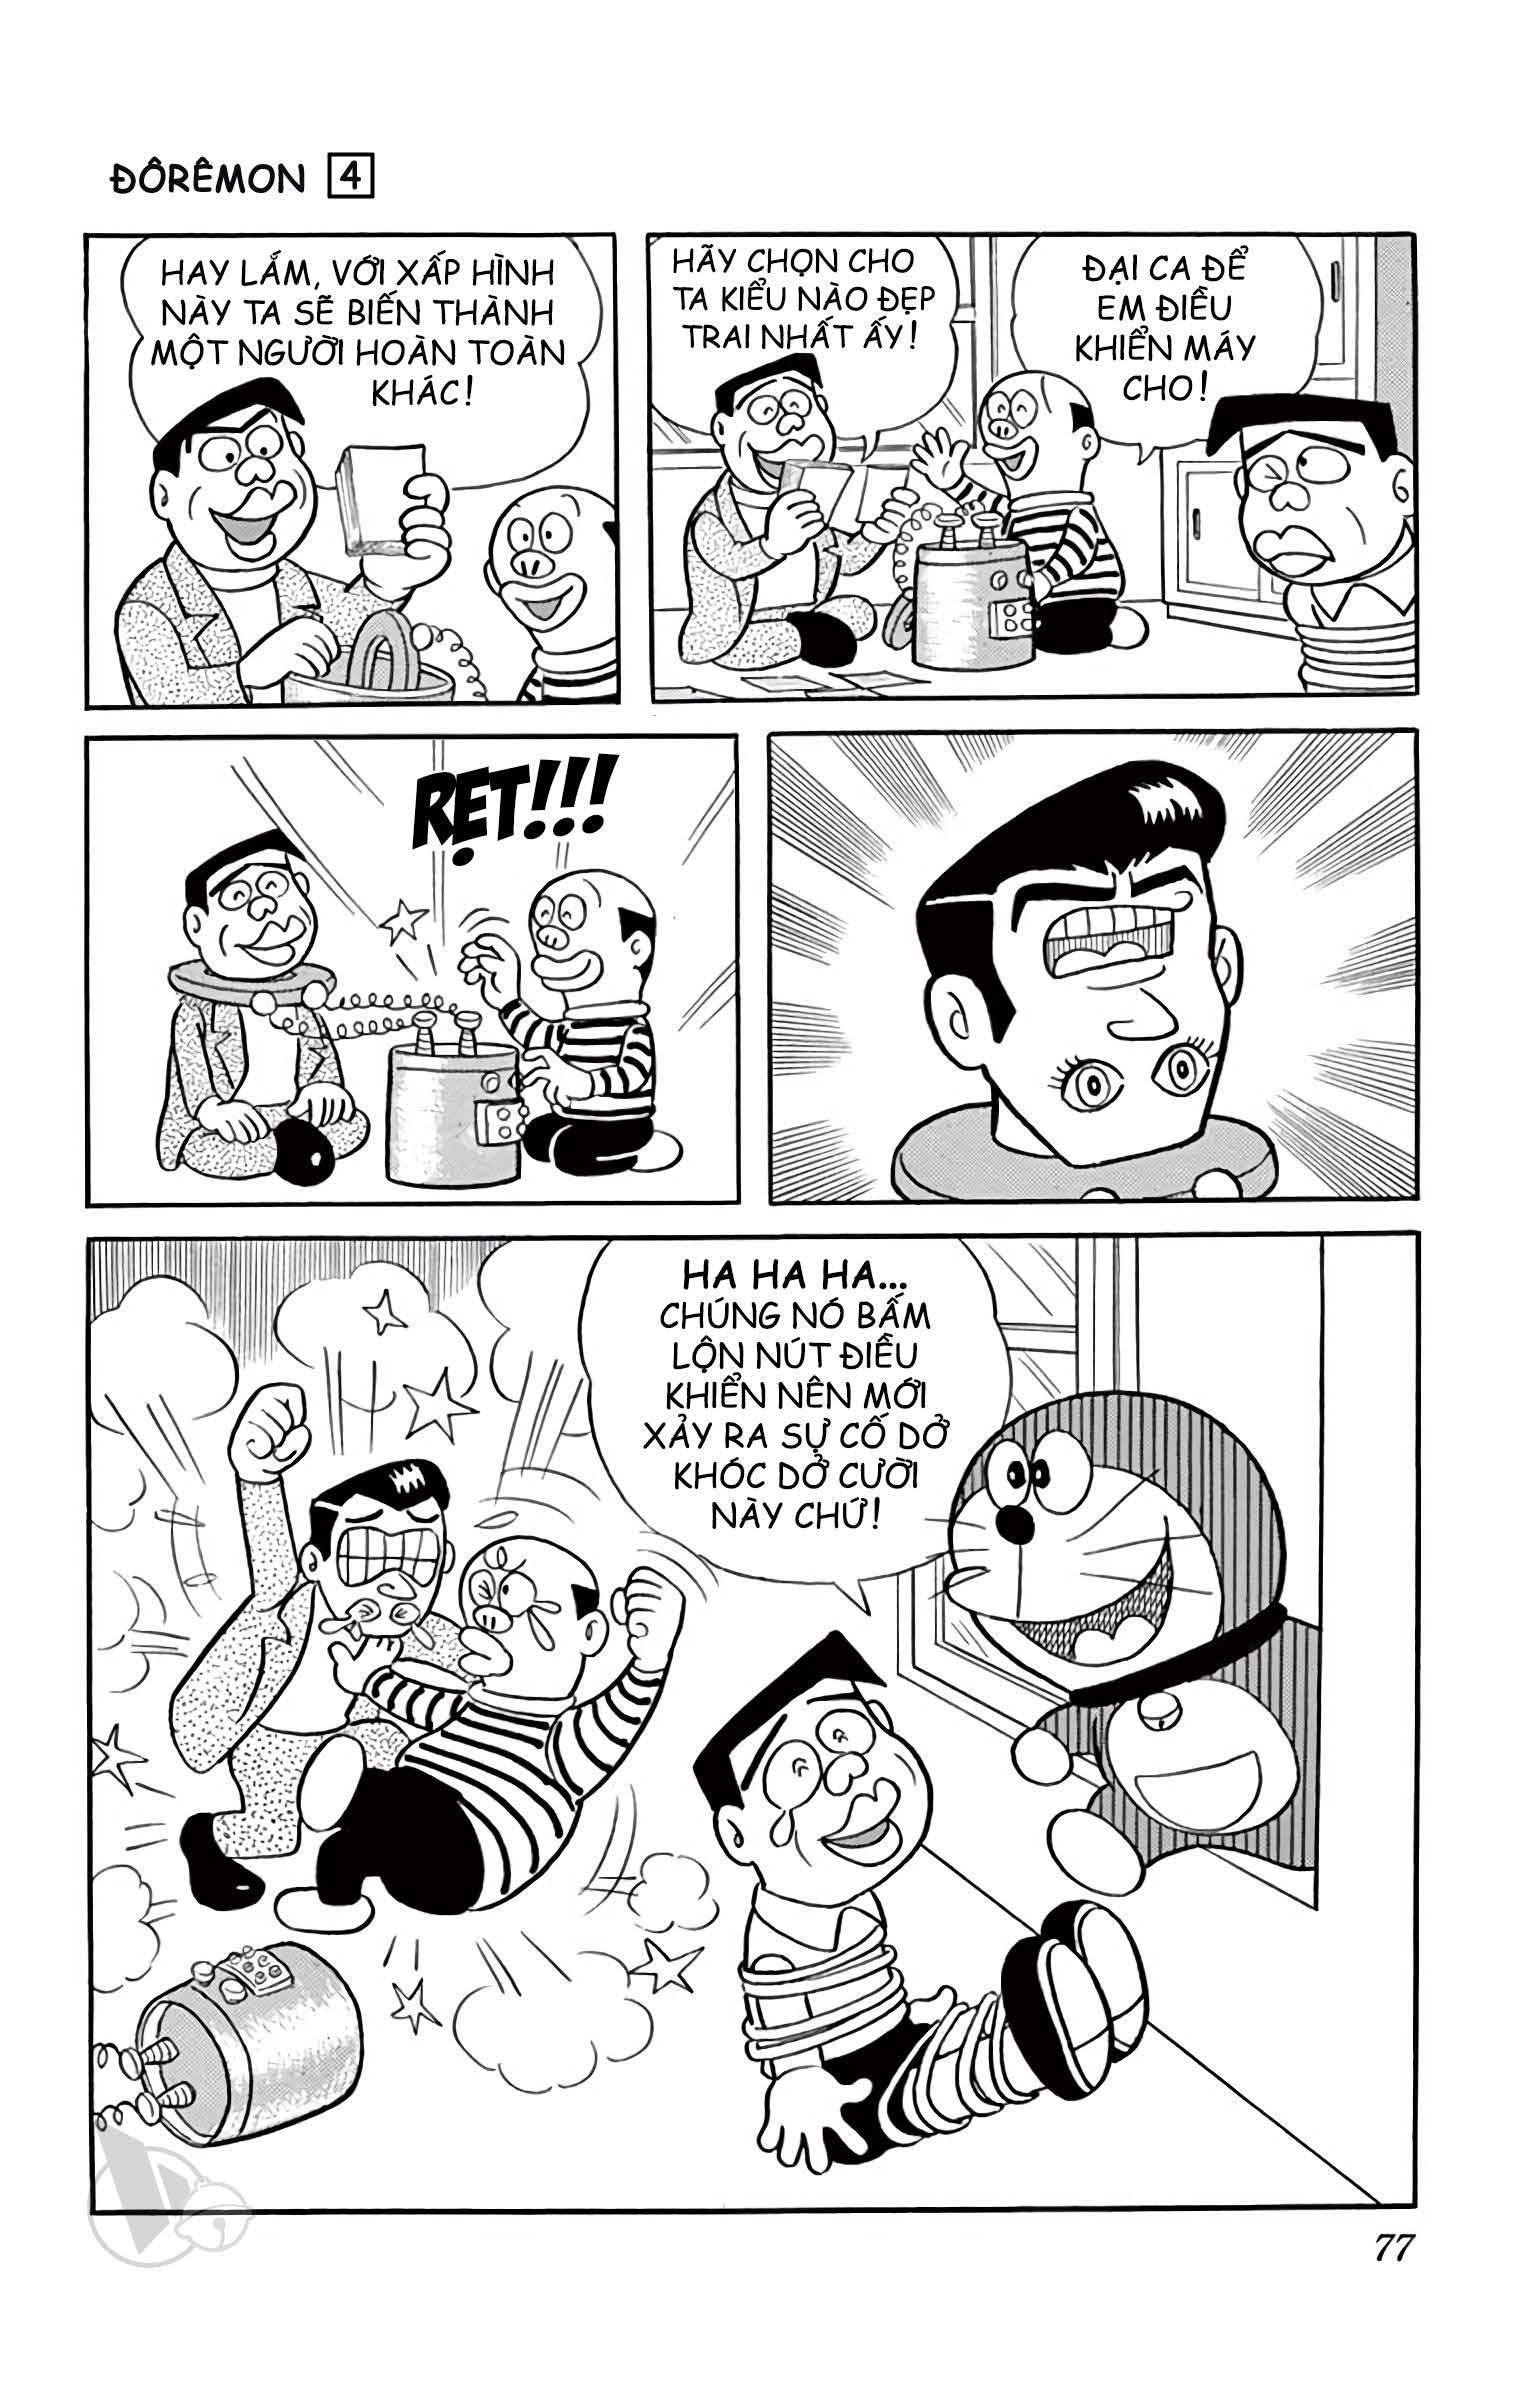 ĐÔRÊMON 4
HAY LẮM, VỚI XẤP HÌNH
NÀY TA SẼ BIẾN THÀNH
MỘT NGƯỜI HOÀN TOÀN
KHÁC!
HÃY CHỌN CHO
TA KIỂU NÀO ĐẸP
TRAI NHẤT ẤY!
ĐẠI CA ĐỂ
EM ĐIỀU
KHIỂN MÁY
CHO!
RẸT!!!
HA HA HA...
CHÚNG NÓ BẤM
LỘN NÚT ĐIỀU
KHIỂN NÊN MỚI
XẢY RA SỰ CỐ DỞ
KHÓC DỞ CƯỜI
NÀY CHỨ!
77